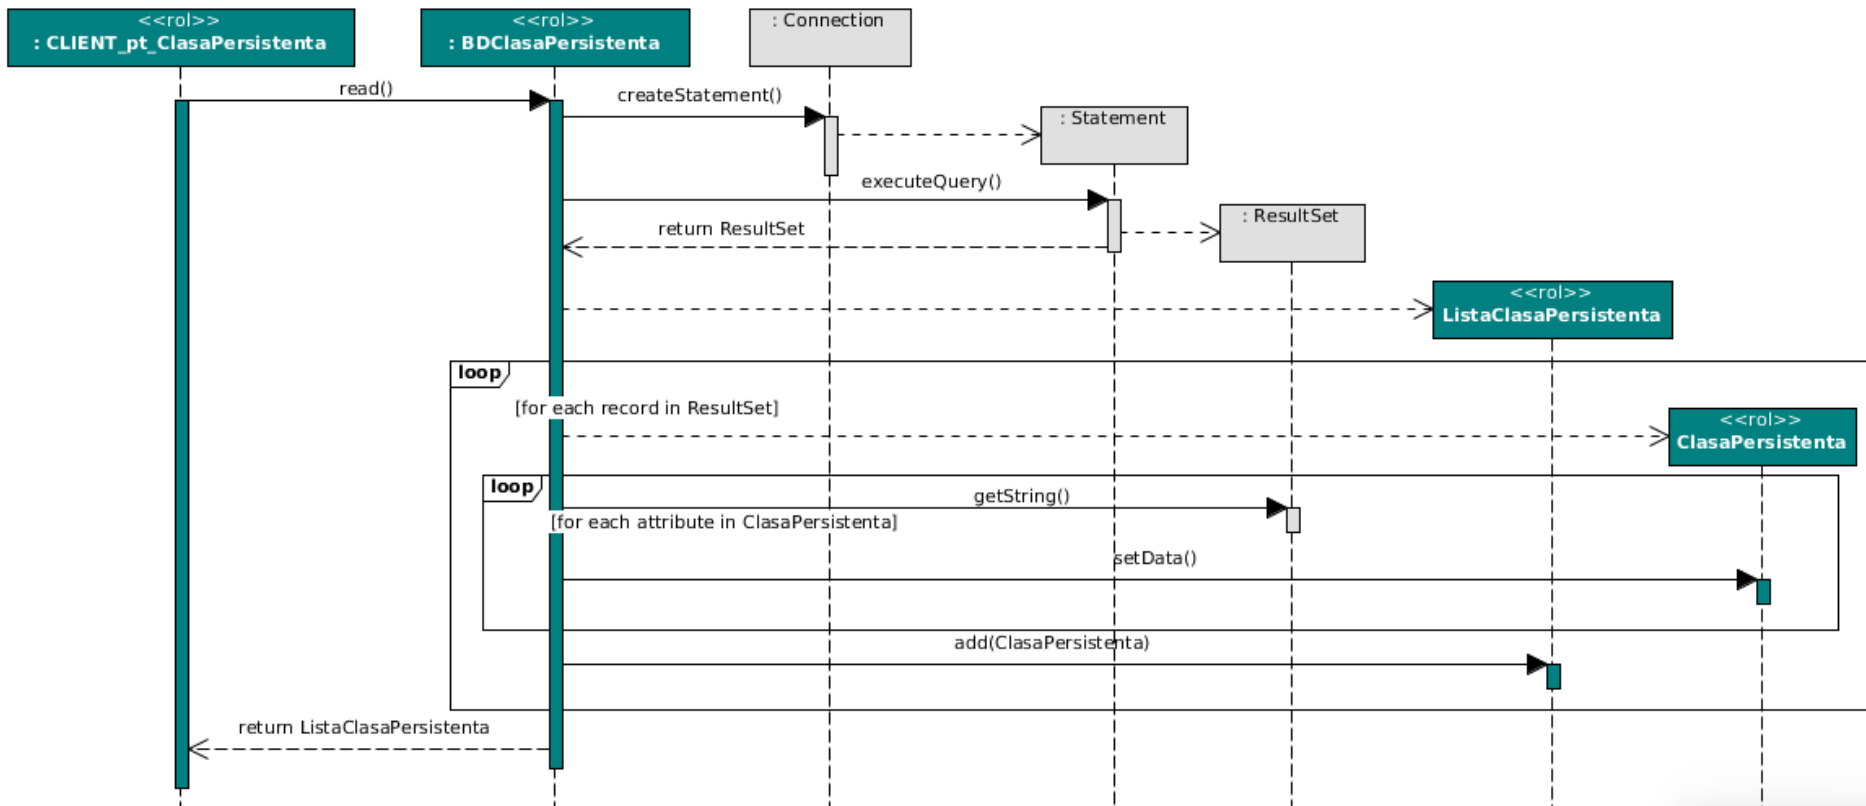 <<rol>>
: CLIENT_pt_ClasaPersistenta
<<rol>>
: BDClasaPersistenta
: Connection
read()
createStatement()
: Statement
executeQuery()
: ResultSet
return ResultSet
<<rol>>
ListaClasaPersistenta
loop
[for each record in ResultSet]
<<rol>>
ClasaPersistenta
loop
getString()
[for each attribute in ClasaPersistenta]
setData()
add(ClasaPersistenta)
return ListaClasaPersistenta